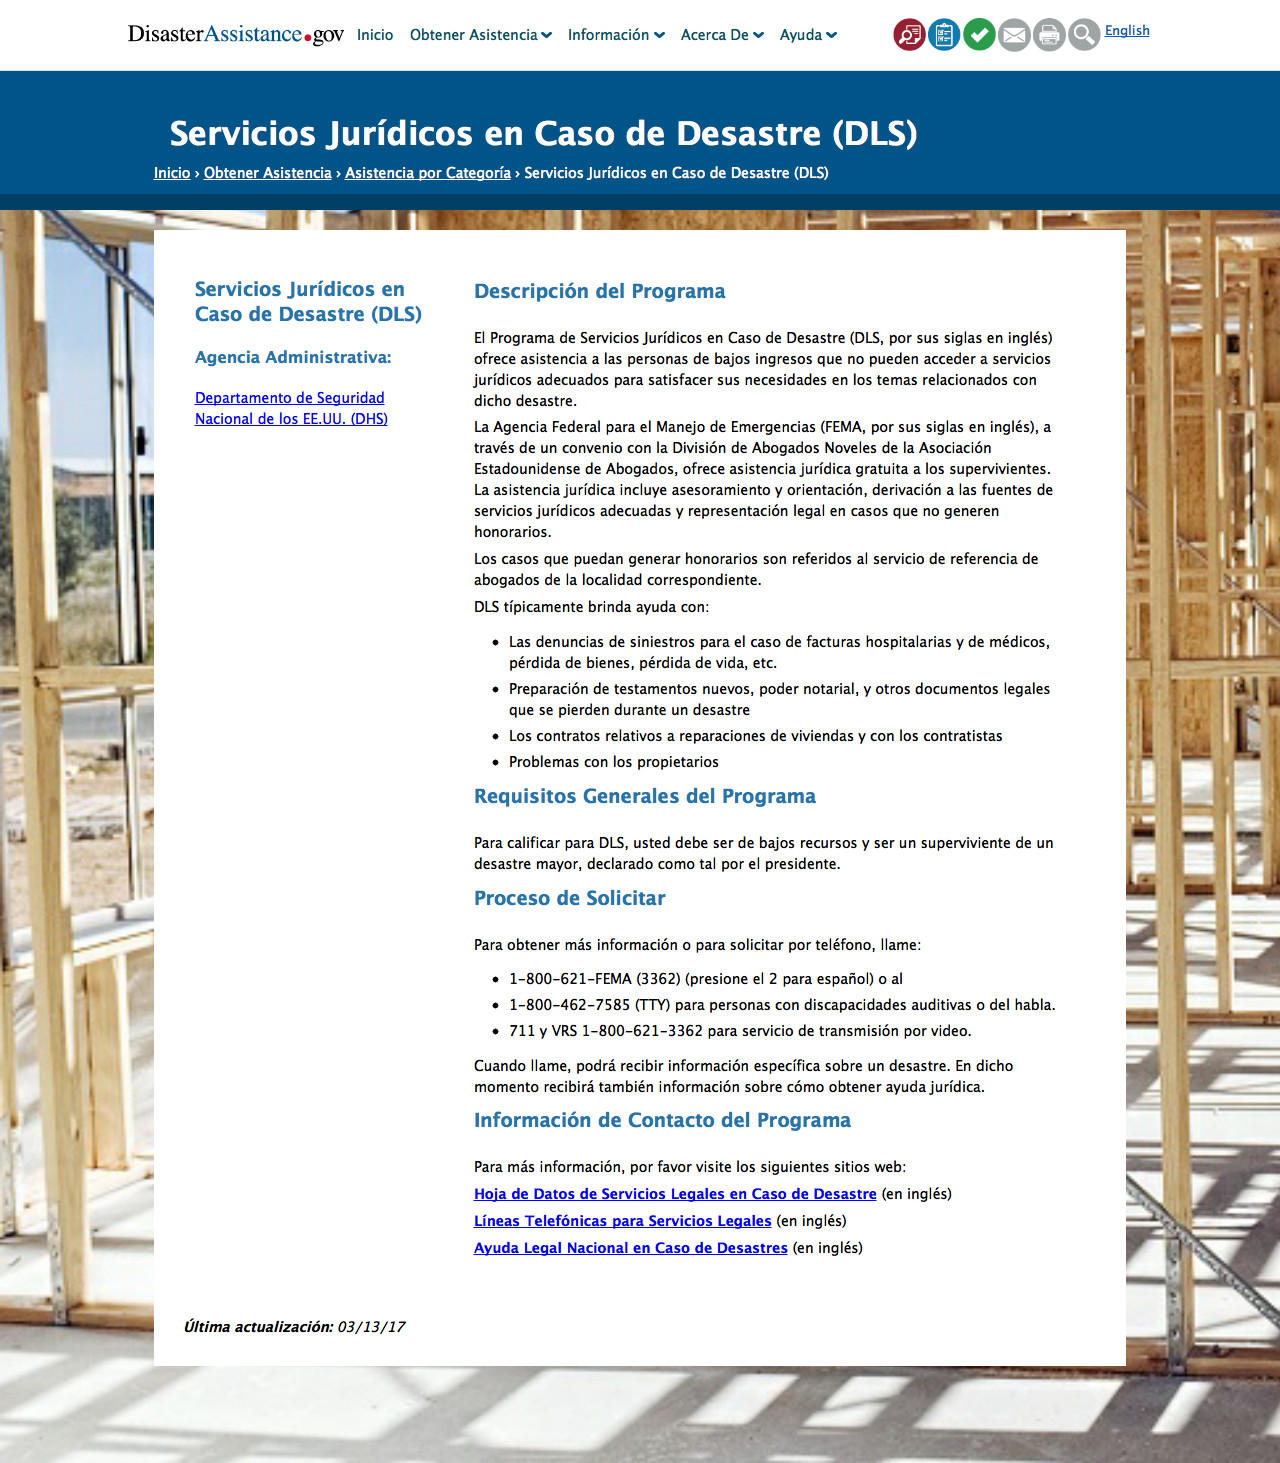 DisasterAssistance.gov Inicio Obtener Asistencia Información Acerca De Ayuda English
Servicios Jurídicos en Caso de Desastre (DLS)
Inicio › Obtener Asistencia › Asistencia por Categoría › Servicios Jurídicos en Caso de Desastre (DLS)
Servicios Jurídicos en
Caso de Desastre (DLS)
Agencia Administrativa:
Departamento de Seguridad
Nacional de los EE.UU. (DHS)
Descripción del Programa
El Programa de Servicios Jurídicos en Caso de Desastre (DLS, por sus siglas en inglés)
ofrece asistencia a las personas de bajos ingresos que no pueden acceder a servicios
jurídicos adecuados para satisfacer sus necesidades en los temas relacionados con
dicho desastre.
La Agencia Federal para el Manejo de Emergencias (FEMA, por sus siglas en inglés), a
través de un convenio con la División de Abogados Noveles de la Asociación
Estadounidense de Abogados, ofrece asistencia jurídica gratuita a los supervivientes.
La asistencia jurídica incluye asesoramiento y orientación, derivación a las fuentes de
servicios jurídicos adecuadas y representación legal en casos que no generen
honorarios.
Los casos que puedan generar honorarios son referidos al servicio de referencia de
abogados de la localidad correspondiente.
DLS típicamente brinda ayuda con:
• Las denuncias de siniestros para el caso de facturas hospitalarias y de médicos,
pérdida de bienes, pérdida de vida, etc.
• Preparación de testamentos nuevos, poder notarial, y otros documentos legales
que se pierden durante un desastre
• Los contratos relativos a reparaciones de viviendas y con los contratistas
• Problemas con los propietarios
Requisitos Generales del Programa
Para calificar para DLS, usted debe ser de bajos recursos y ser un superviviente de un
desastre mayor, declarado como tal por el presidente.
Proceso de Solicitar
Para obtener más información o para solicitar por teléfono, llame:
• 1-800-621-FEMA (3362) (presione el 2 para español) o al
• 1-800-462-7585 (TTY) para personas con discapacidades auditivas o del habla.
• 711 y VRS 1-800-621-3362 para servicio de transmisión por video.
Cuando llame, podrá recibir información específica sobre un desastre. En dicho
momento recibirá también información sobre cómo obtener ayuda jurídica.
Información de Contacto del Programa
Para más información, por favor visite los siguientes sitios web:
Hoja de Datos de Servicios Legales en Caso de Desastre (en inglés)
Líneas Telefónicas para Servicios Legales (en inglés)
Ayuda Legal Nacional en Caso de Desastres (en inglés)
Última actualización: 03/13/17